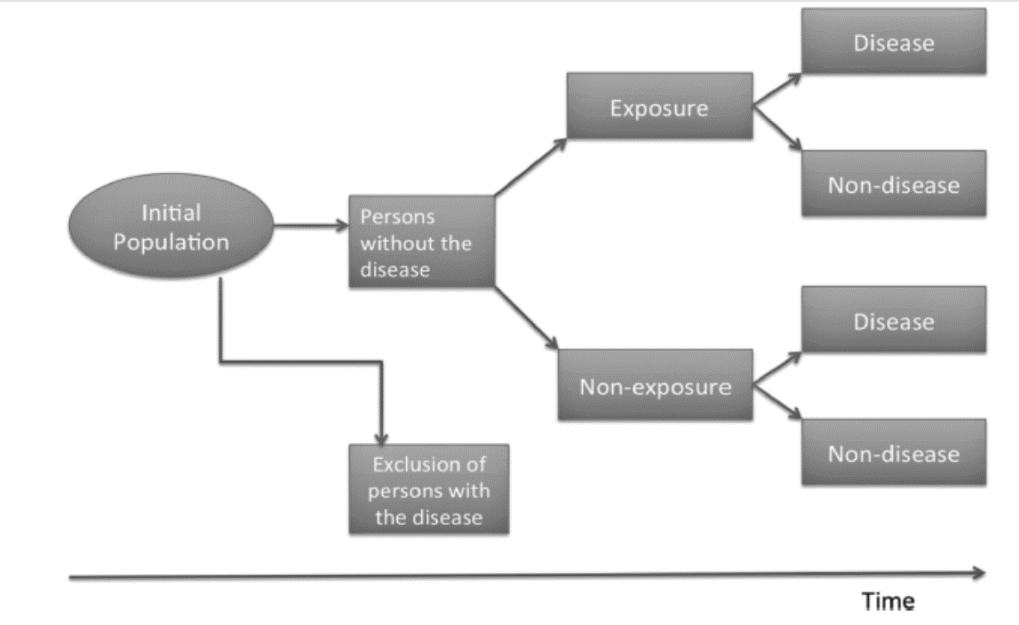 Disease
Exposure
Non-disease
Initial
Population
Persons
without the
disease
Disease
Non-exposure
Non-disease
Exclusion of
persons with
the disease
Time